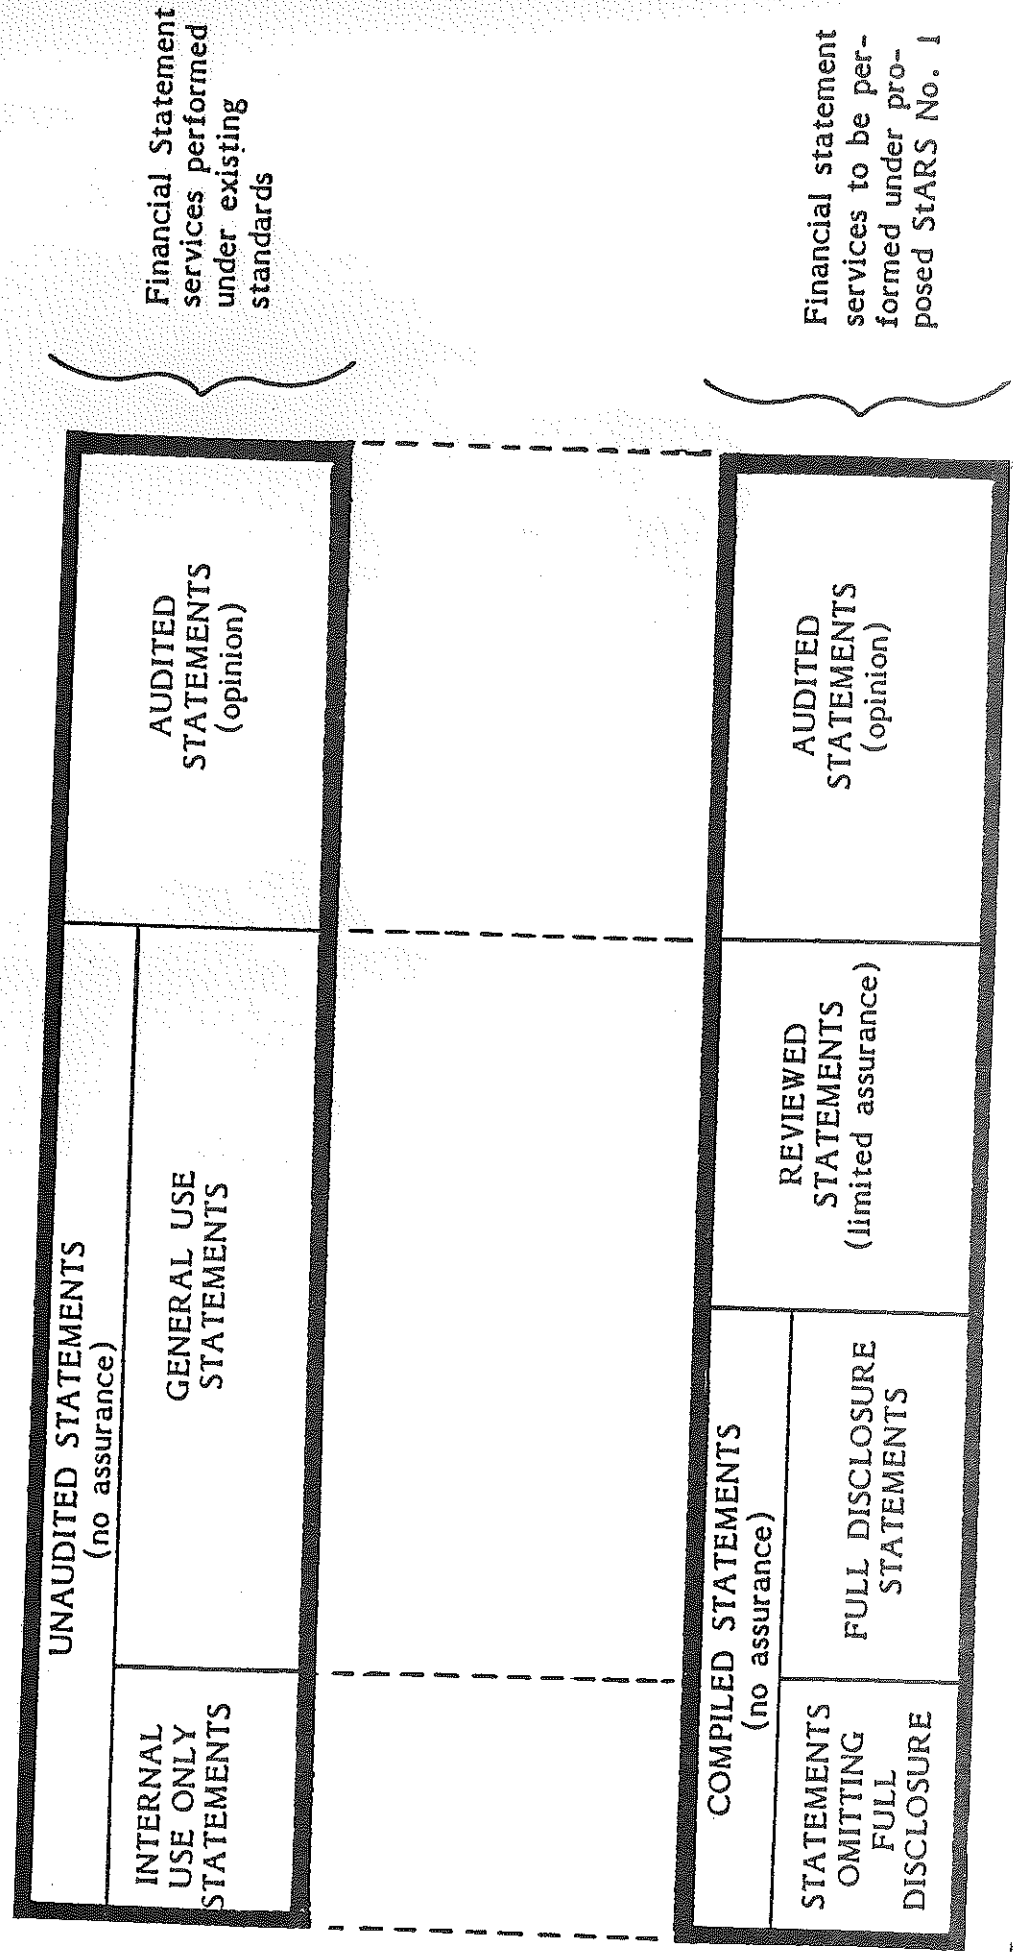 UNAUDITED STATEMENTS
(no assurance)
INTERNAL
USE ONLY
STATEMENTS
GENERAL USE
STATEMENTS
AUDITED
STATEMENTS
(opinion)
Financial Statement
services performed
under existing
standards
COMPILED STATEMENTS
(no assurance)
STATEMENTS
OMITTING
FULL
DISCLOSURE
FULL DISCLOSURE
STATEMENTS
REVIEWED
STATEMENTS
(limited assurance)
AUDITED
STATEMENTS
(opinion)
Financial statement
services to be per-
formed under pro-
posed StARS No. 1